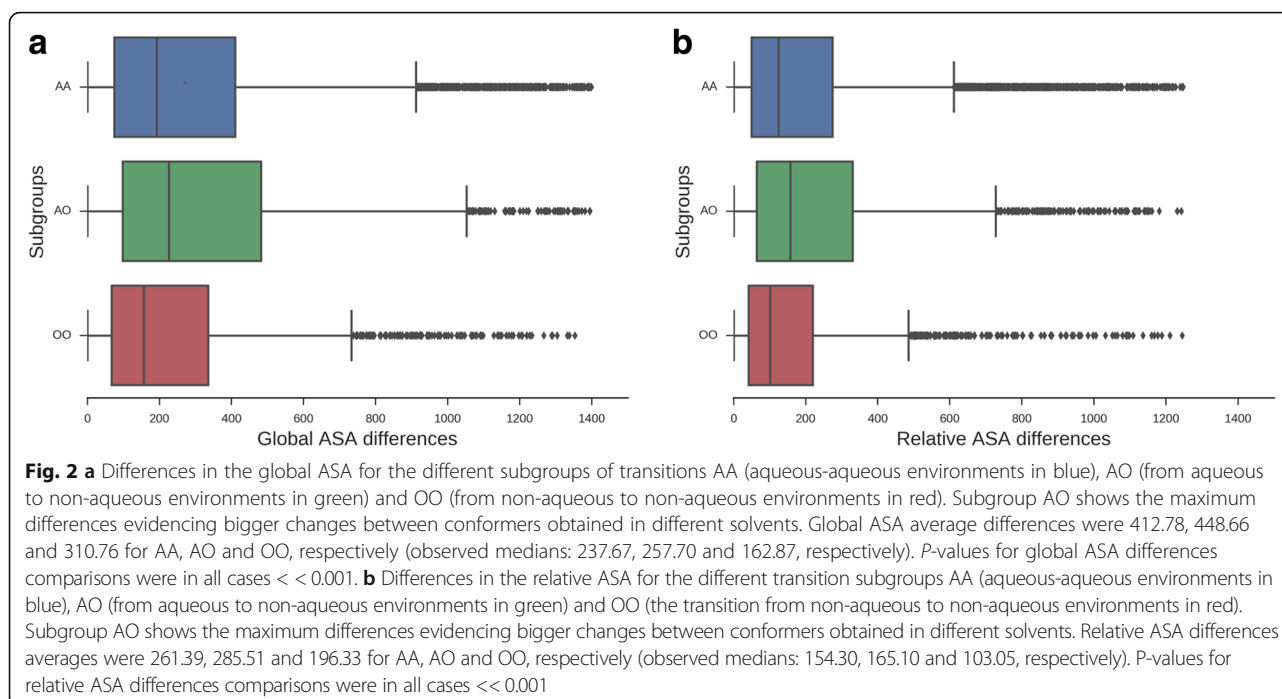 a
AA
AO
OO
Subgroups
0 200 400 600 800 1000 1200 1400
Global ASA differences
b
AA
AO
OO
Subgroups
0 200 400 600 800 1000 1200 1400
Relative ASA differences
Fig. 2 a Differences in the global ASA for the different subgroups of transitions AA (aqueous-aqueous environments in blue), AO (from aqueous
to non-aqueous environments in green) and OO (from non-aqueous to non-aqueous environments in red). Subgroup AO shows the maximum
differences evidencing bigger changes between conformers obtained in different solvents. Global ASA average differences were 412.78, 448.66
and 310.76 for AA, AO and OO, respectively (observed medians: 237.67, 257.70 and 162.87, respectively). P-values for global ASA differences
comparisons were in all cases < < 0.001. b Differences in the relative ASA for the different transition subgroups AA (aqueous-aqueous environments in
blue), AO (from aqueous to non-aqueous environments in green) and OO (the transition from non-aqueous to non-aqueous environments in red).
Subgroup AO shows the maximum differences evidencing bigger changes between conformers obtained in different solvents. Relative ASA differences
averages were 261.39, 285.51 and 196.33 for AA, AO and OO, respectively (observed medians: 154.30, 165.10 and 103.05, respectively). P-values for
relative ASA differences comparisons were in all cases << 0.001